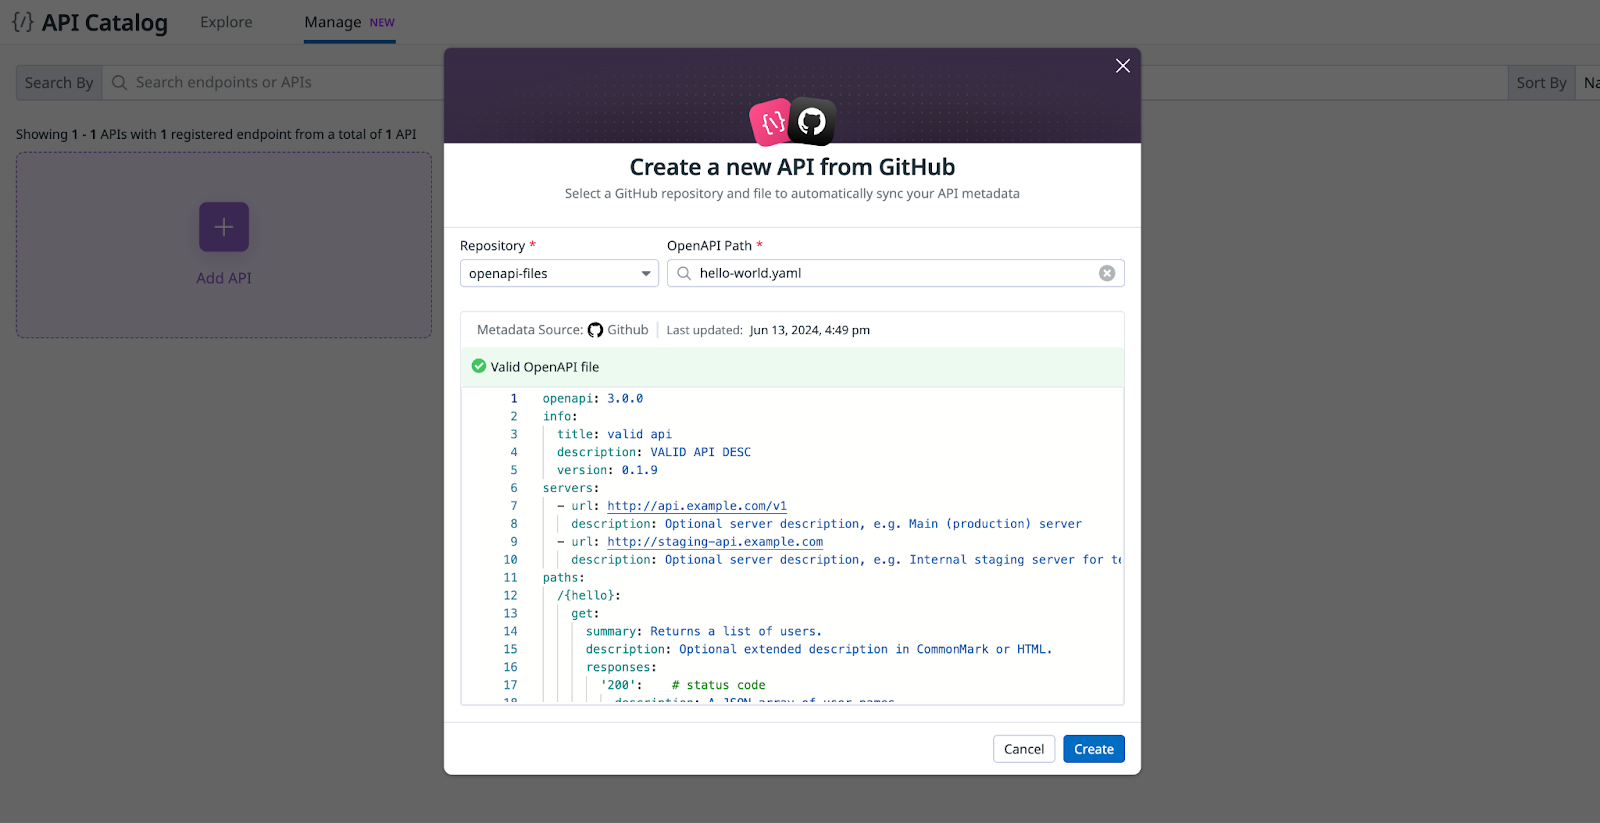 {/} API Catalog Explore Manage NEW
Search By Search endpoints or APIs Sort By Na
Showing 1 - 1 APIs with 1 registered endpoint from a total of 1 API
Add API
Create a new API from GitHub
Select a GitHub repository and file to automatically sync your API metadata
Repository * OpenAPI Path *
openapi-files hello-world.yaml
Metadata Source: Github Last updated: Jun 13, 2024, 4:49 pm
Valid OpenAPI file
1 openapi: 3.0.0
2 info:
3 title: valid api
4 description: VALID API DESC
5 version: 0.1.9
6 servers:
7 - url: http://api.example.com/v1
8 description: Optional server description, e.g. Main (production) server
9 - url: http://staging-api.example.com
10 description: Optional server description, e.g. Internal staging server for te
11 paths:
12 /{hello}:
13 get:
14 summary: Returns a list of users.
15 description: Optional extended description in CommonMark or HTML.
16 responses:
17 '200': # status code
18 description: A JSON array of user names
Cancel Create